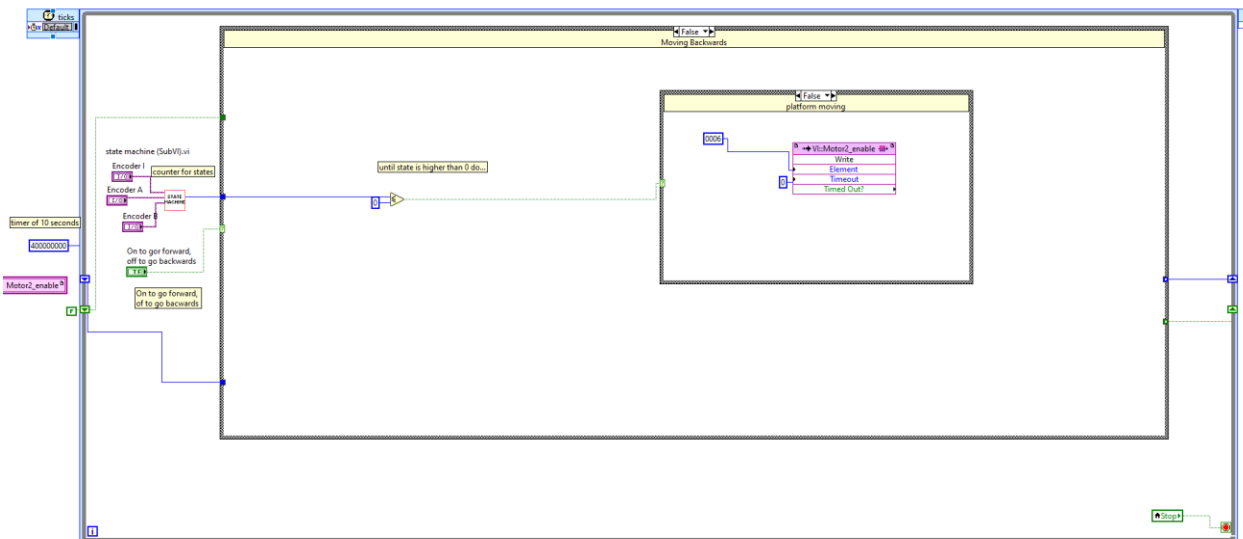 ticks
Default
False
Moving Backwards
False
platform moving
0006
VI::Motor2_enable
Write
Element
Timeout
Timed Out?
0
state machine (SubVI).vi
Encoder I
counter for states
I/O
Encoder A
I/O
STATE
MACHINE
Encoder B
I/O
until state is higher than 0 do...
0
timer of 10 seconds
400000000
On to gor forward,
off to go backwards
TF
Motor2_enable
On to go forward,
of to go bacwards
F
Stop
i